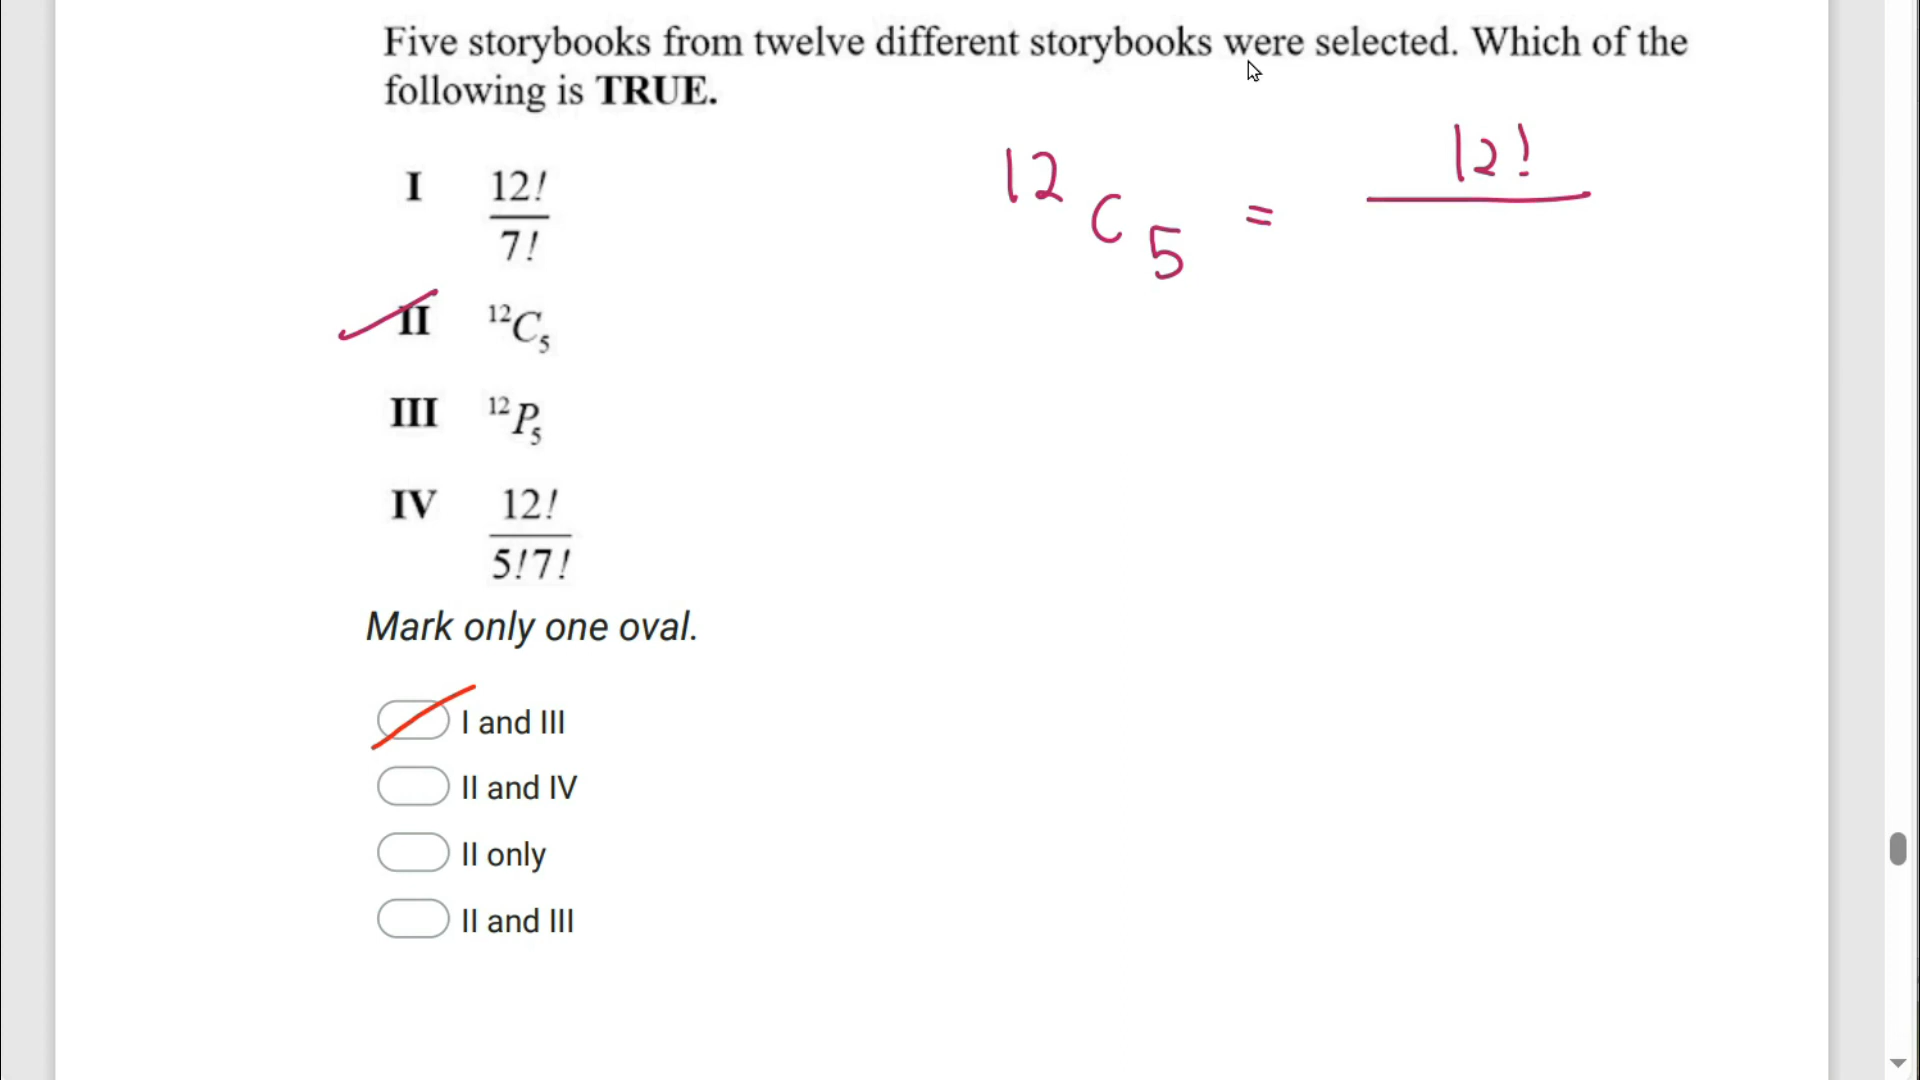 Five storybooks from twelve different storybooks were selected. Which of the
following is TRUE.
I 12!
7!
II ¹²C₅
III ¹²P₅
IV 12!
5!7!
12 C 5 = 12!
Mark only one oval.
I and III
II and IV
II only
II and III